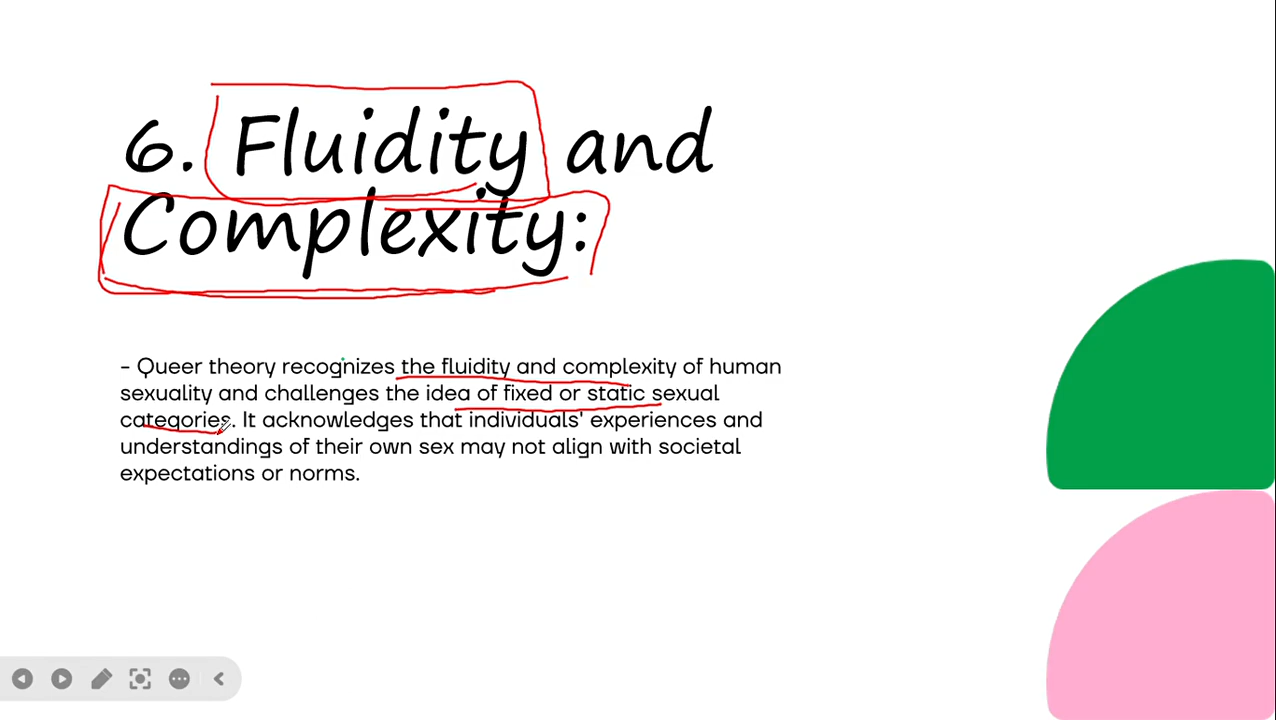 6. Fluidity and
Complexity:
- Queer theory recognizes the fluidity and complexity of human
sexuality and challenges the idea of fixed or static sexual
categories. It acknowledges that individuals' experiences and
understandings of their own sex may not align with societal
expectations or norms.